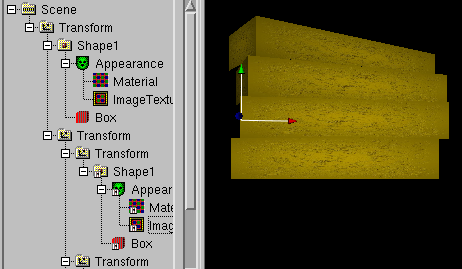 Scene
Transform
Shape1
Appearance
Material
ImageTextu
Box
Transform
Transform
Shape1
Appear
Mate
Imag
Box
Transform